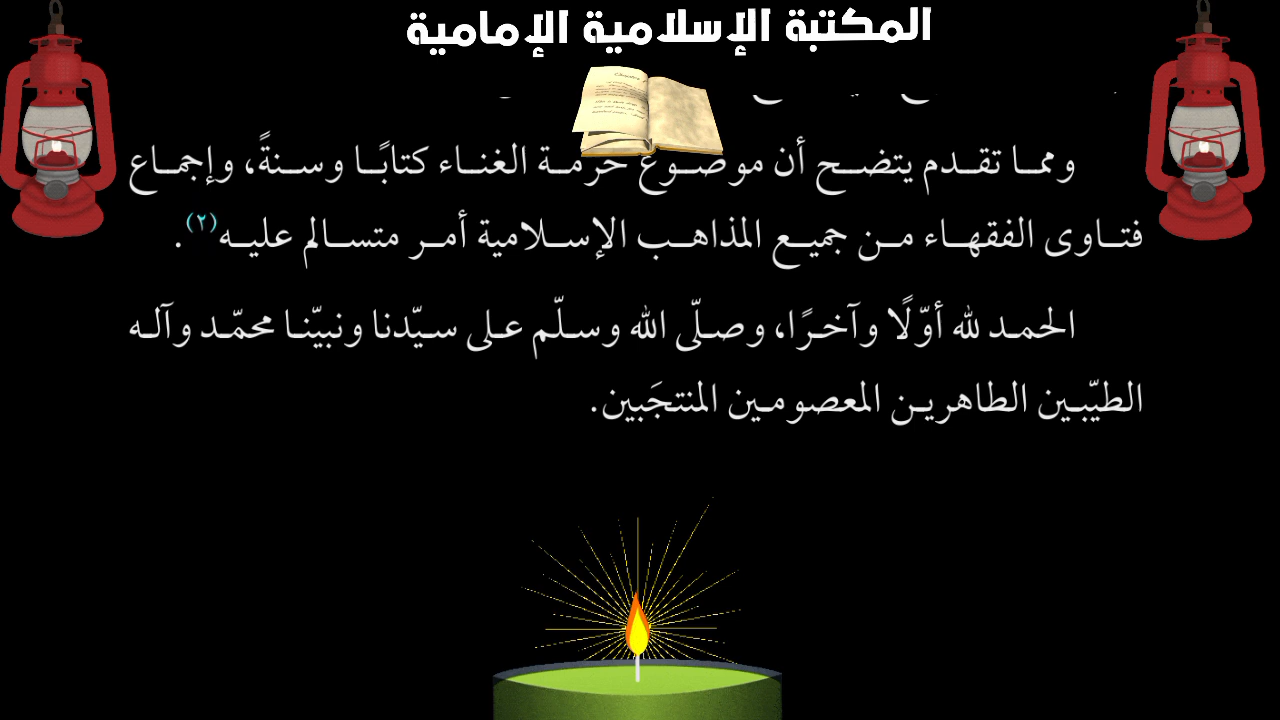 المكتبة الإسلامية الإمامية
ومما تقدم يتضح أن موضوع حرمة الغناء كتابًا وسنةً، وإجماع
فتاوى الفقهاء من جميع المذاهب الإسلامية أمر متسالم عليه(٢).
الحمد لله أوّلًا وآخرًا، وصلّى الله وسلّم على سيّدنا ونبيّنا محمّد وآله
الطيّبين الطاهرين المعصومين المنتجَبين.